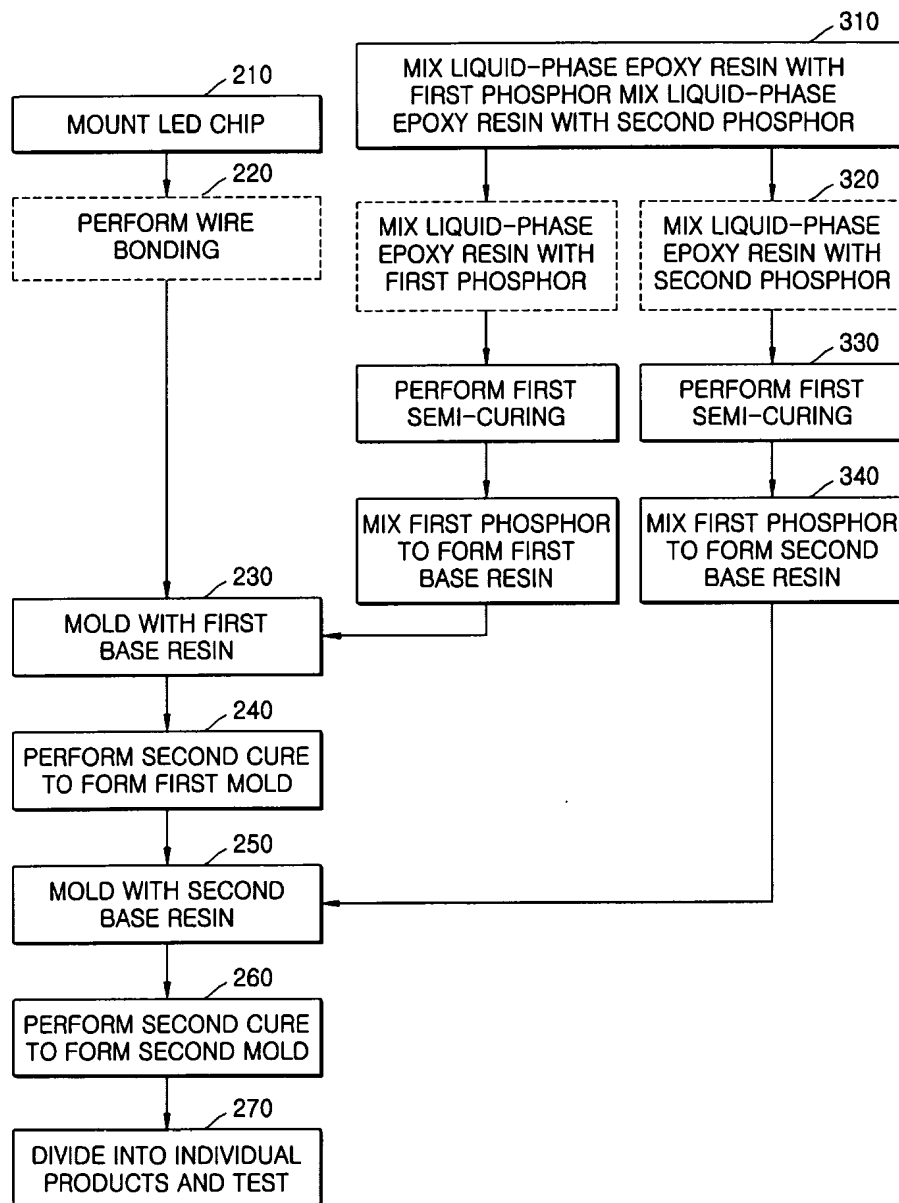 210
MOUNT LED CHIP
220
PERFORM WIRE
BONDING
310
MIX LIQUID-PHASE EPOXY RESIN WITH
FIRST PHOSPHOR MIX LIQUID-PHASE
EPOXY RESIN WITH SECOND PHOSPHOR
MIX LIQUID-PHASE
EPOXY RESIN WITH
FIRST PHOSPHOR
320
MIX LIQUID-PHASE
EPOXY RESIN WITH
SECOND PHOSPHOR
PERFORM FIRST
SEMI-CURING
330
PERFORM FIRST
SEMI-CURING
MIX FIRST PHOSPHOR
TO FORM FIRST
BASE RESIN
340
MIX FIRST PHOSPHOR
TO FORM SECOND
BASE RESIN
230
MOLD WITH FIRST
BASE RESIN
240
PERFORM SECOND CURE
TO FORM FIRST MOLD
250
MOLD WITH SECOND
BASE RESIN
260
PERFORM SECOND CURE
TO FORM SECOND MOLD
270
DIVIDE INTO INDIVIDUAL
PRODUCTS AND TEST